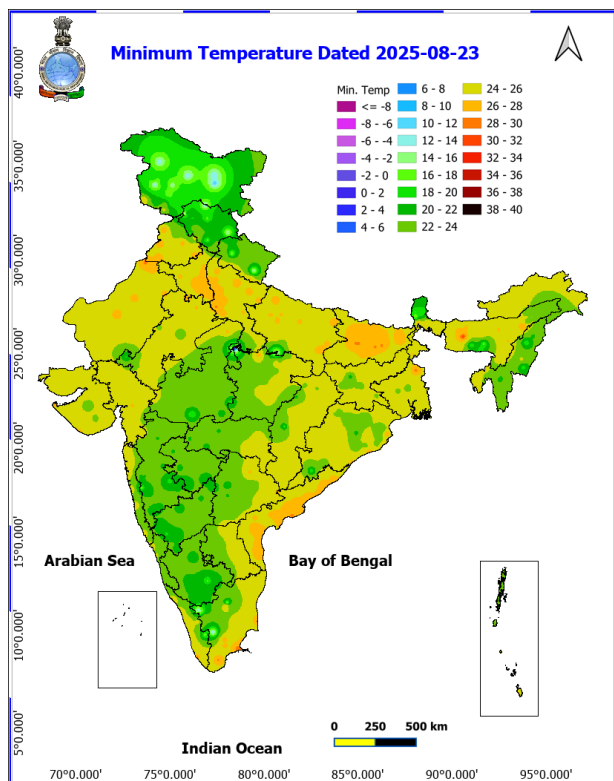 Minimum Temperature Dated 2025-08-23
Min. Temp
<= -8
-8 - -6
-6 - -4
-4 - -2
-2 - 0
0 - 2
2 - 4
4 - 6
6 - 8
8 - 10
10 - 12
12 - 14
14 - 16
16 - 18
18 - 20
20 - 22
22 - 24
24 - 26
26 - 28
28 - 30
30 - 32
32 - 34
34 - 36
36 - 38
38 - 40
40°0.000'
35°0.000'
30°0.000'
25°0.000'
20°0.000'
15°0.000'
10°0.000'
5°0.000'
Arabian Sea
Bay of Bengal
0 250 500 km
Indian Ocean
70°0.000' 75°0.000' 80°0.000' 85°0.000' 90°0.000' 95°0.000'